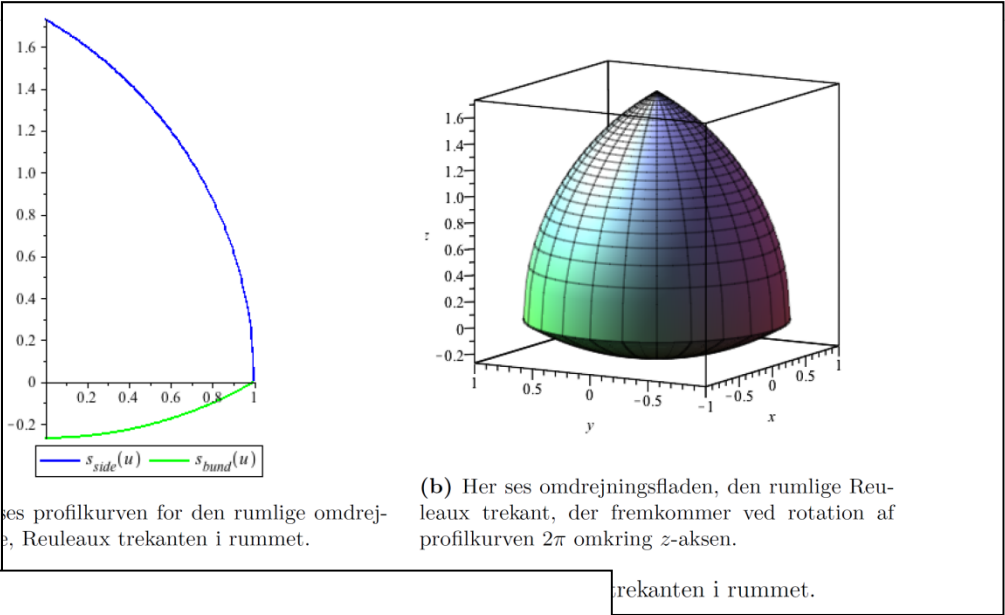 1.6
1.4
1.2
1.0
0.8
0.6
0.4
0.2
0
-0.2
0.2 0.4 0.6 0.8 1
s_side(u) s_bund(u)
profilkurven for den rumlige omdrej-
Reuleaux trekanten i rummet.
1.6
1.4
1.2
1.0
0.8
0.6
0.4
0.2
0
-0.2
z
1 0.5 0 -0.5 -1
y
-0.5 0 0.5 1
x
(b) Her ses omdrejningsfladen, den rumlige Reu-
leaux trekant, der fremkommer ved rotation af
profilkurven 2π omkring z-aksen.
trekanten i rummet.